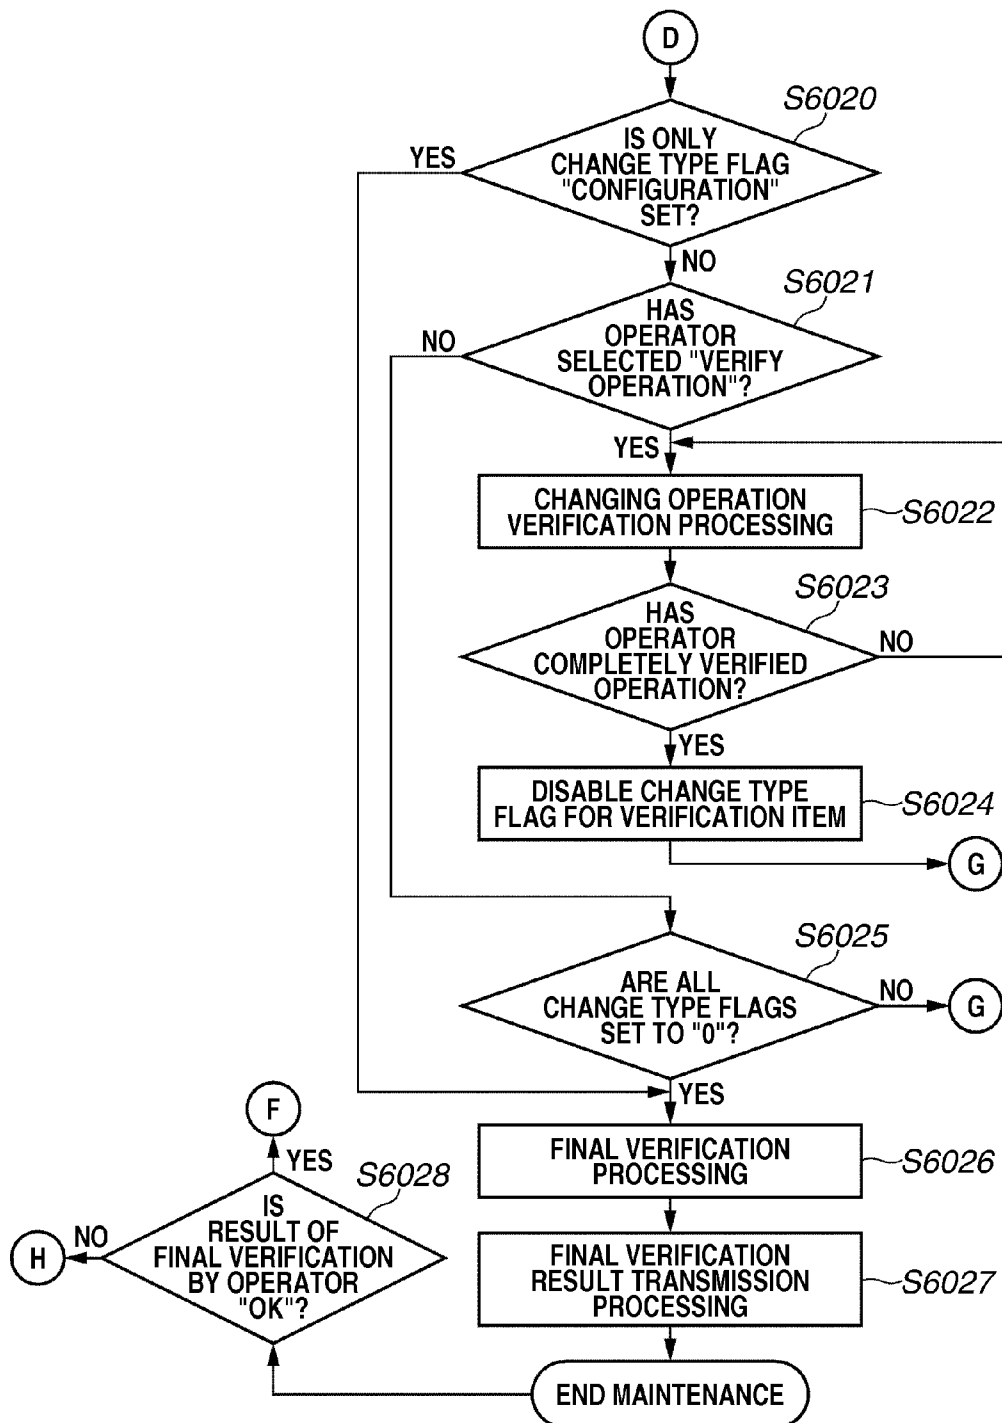 D
S6020
IS ONLY
CHANGE TYPE FLAG
"CONFIGURATION"
SET?
YES
NO
S6021
HAS
OPERATOR
SELECTED "VERIFY
OPERATION"?
NO
YES
CHANGING OPERATION
VERIFICATION PROCESSING
S6022
S6023
HAS
OPERATOR
COMPLETELY VERIFIED
OPERATION?
NO
YES
DISABLE CHANGE TYPE
FLAG FOR VERIFICATION ITEM
S6024
G
S6025
ARE ALL
CHANGE TYPE FLAGS
SET TO "0"?
NO
G
YES
FINAL VERIFICATION
PROCESSING
S6026
FINAL VERIFICATION
RESULT TRANSMISSION
PROCESSING
S6027
END MAINTENANCE
F
YES
S6028
IS
RESULT OF
FINAL VERIFICATION
BY OPERATOR
"OK"?
NO
H